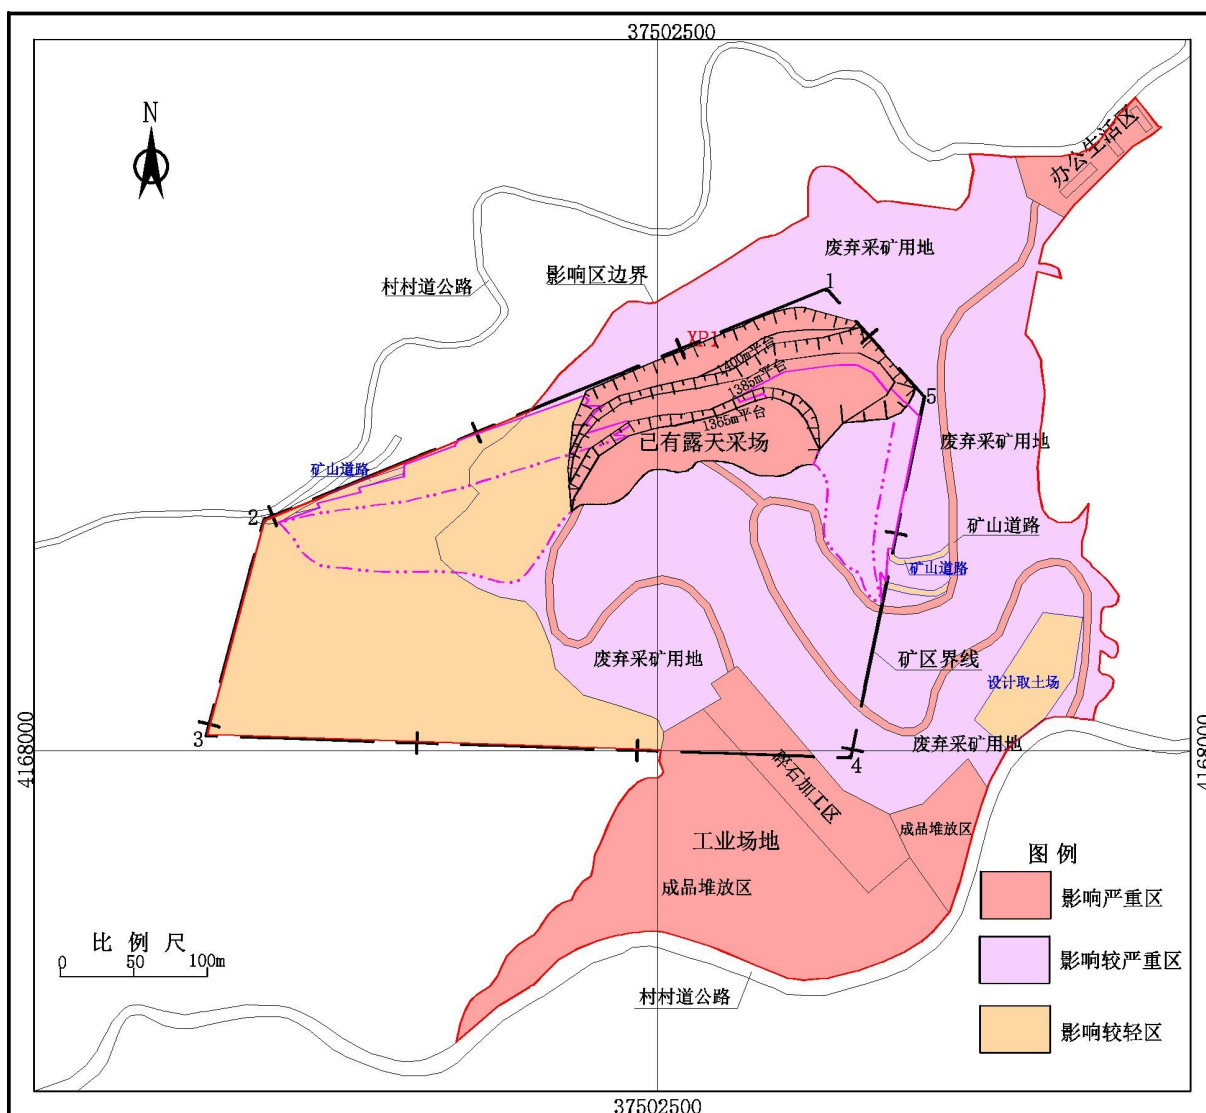 37502500
N
办公生活区
废弃采矿用地
影响区边界
村村道公路
1
XP1
1400m平台
1385m平台
1365m平台
5
已有露天采场
废弃采矿用地
矿山道路
2
矿山道路
矿山道路
废弃采矿用地
矿区界线
设计取土场
3
4168000
废弃采矿用地
4168000
4
碎石加工区
工业场地
成品堆放区
成品堆放区
图例
影响严重区
影响较严重区
影响较轻区
比例尺
0 50 100m
村村道公路
37502500